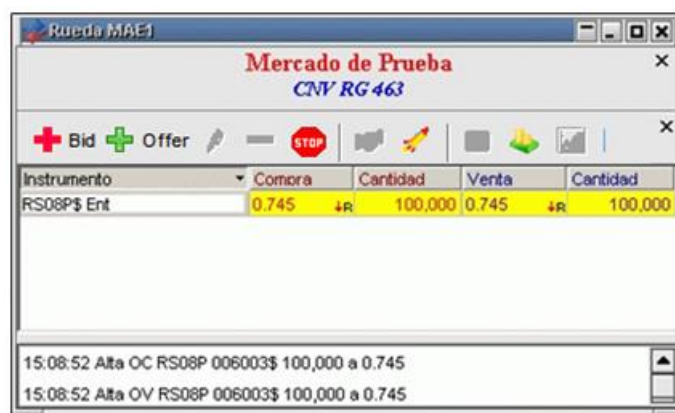 Rueda MAE1
Mercado de Prueba
CNV RG 463
Bid Offer STOP
Instrumento Compra Cantidad Venta Cantidad
RS08P$ Ent 0.745 R 100,000 0.745 R 100,000
15:08:52 Alta OC RS08P 006003$ 100,000 a 0.745
15:08:52 Alta OV RS08P 006003$ 100,000 a 0.745